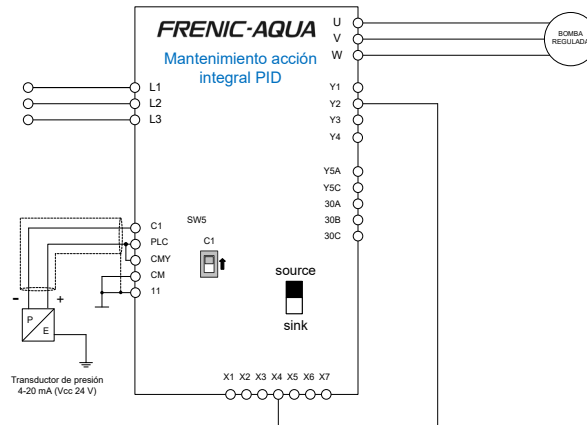 FRENIC-AQUA
Mantenimiento acción
integral PID
U
V
W
BOMBA
REGULADA
L1
L2
L3
Y1
Y2
Y3
Y4
Y5A
Y5C
30A
30B
30C
C1
PLC
CMY
CM
11
SW5
C1
source
sink
- +
P
E
Transductor de presión
4-20 mA (Vcc 24 V)
X1 X2 X3 X4 X5 X6 X7